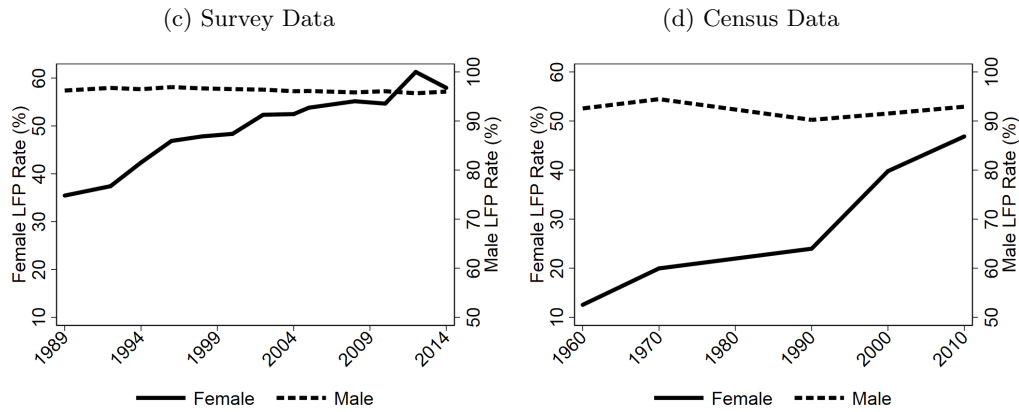 (c) Survey Data
Female LFP Rate (%)
10 20 30 40 50 60
Male LFP Rate (%)
50 60 70 80 90 100
1989 1994 1999 2004 2009 2014
Female Male
(d) Census Data
Female LFP Rate (%)
10 20 30 40 50 60
Male LFP Rate (%)
50 60 70 80 90 100
1960 1970 1980 1990 2000 2010
Female Male